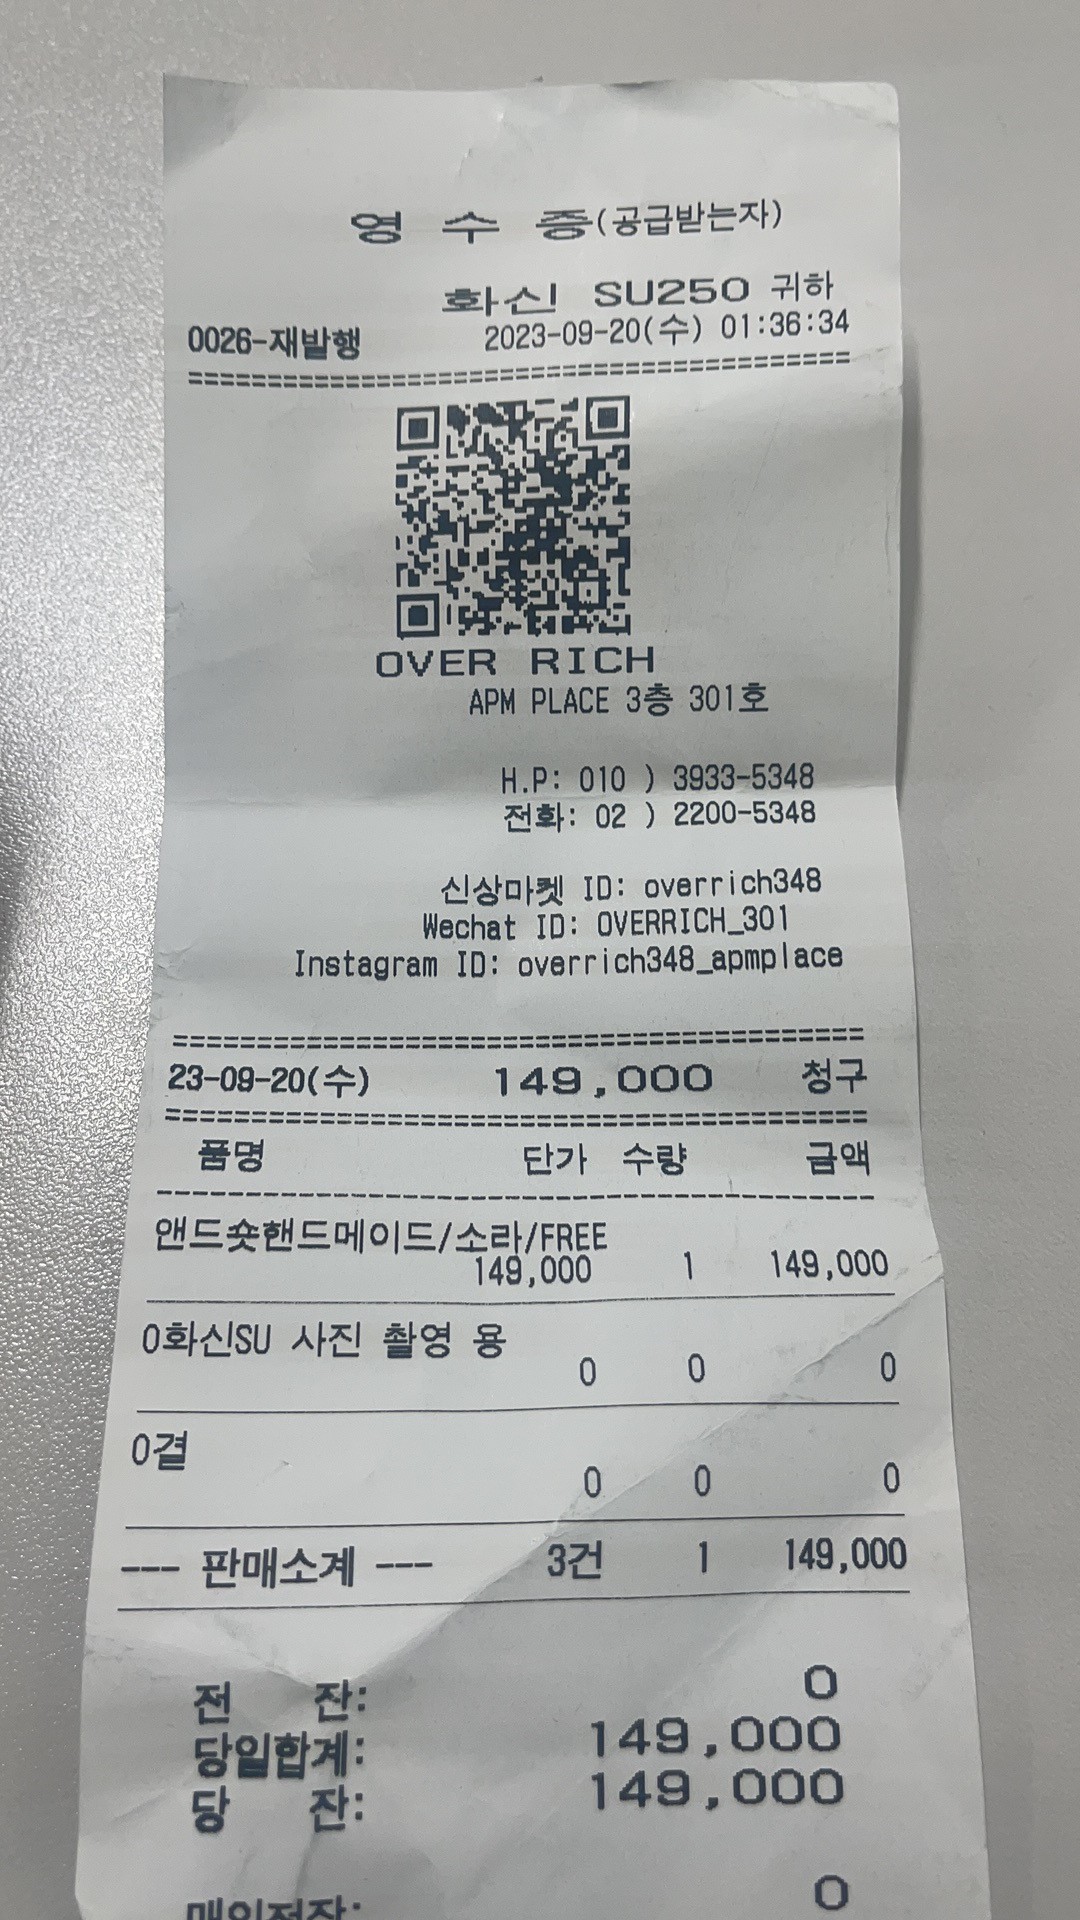 영 수 증(공급받는자)
화신 SU250 귀하
0026-재발행 2023-09-20(수) 01:36:34
========================================
OVER RICH
APM PLACE 3층 301호
H.P: 010 ) 3933-5348
전화: 02 ) 2200-5348
신상마켓 ID: overrich348
Wechat ID: OVERRICH_301
Instagram ID: overrich348_apmplace
========================================
23-09-20(수) 149,000 청구
========================================
품명 단가 수량 금액
앤드숏핸드메이드/소라/FREE
149,000 1 149,000
0화신SU 사진 촬영 용
0 0 0
0결
0 0 0
--- 판매소계 --- 3건 1 149,000
전 잔: 0
당일합계: 149,000
당 잔: 149,000
매입전잔: 0